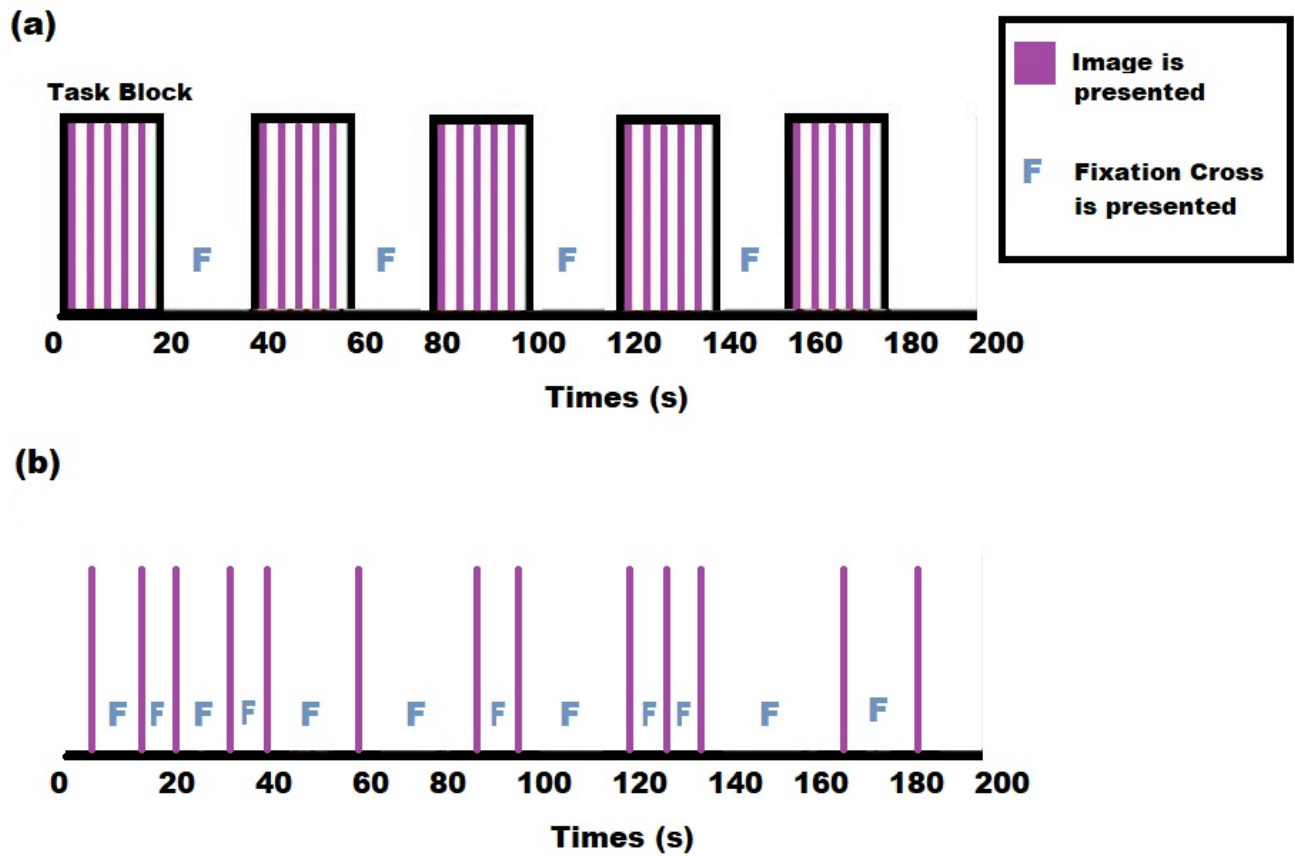 (a)
Task Block
F F F F
0 20 40 60 80 100 120 140 160 180 200
Times (s)
Image is
presented
F Fixation Cross
is presented
(b)
F F F F F F F F F F F F
0 20 40 60 80 100 120 140 160 180 200
Times (s)